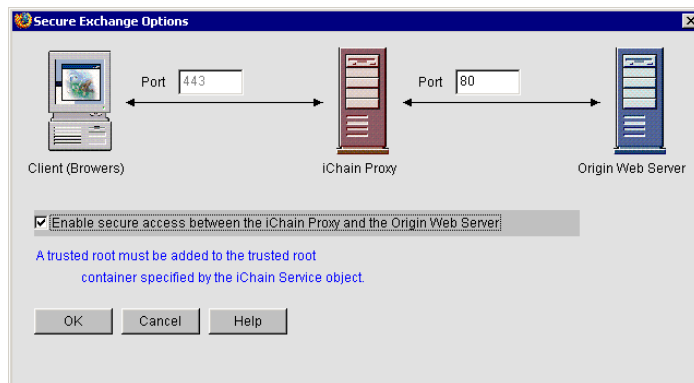 Secure Exchange Options
Port 443 Port 80
Client (Browers) iChain Proxy Origin Web Server
Enable secure access between the iChain Proxy and the Origin Web Server
A trusted root must be added to the trusted root
container specified by the iChain Service object.
OK Cancel Help